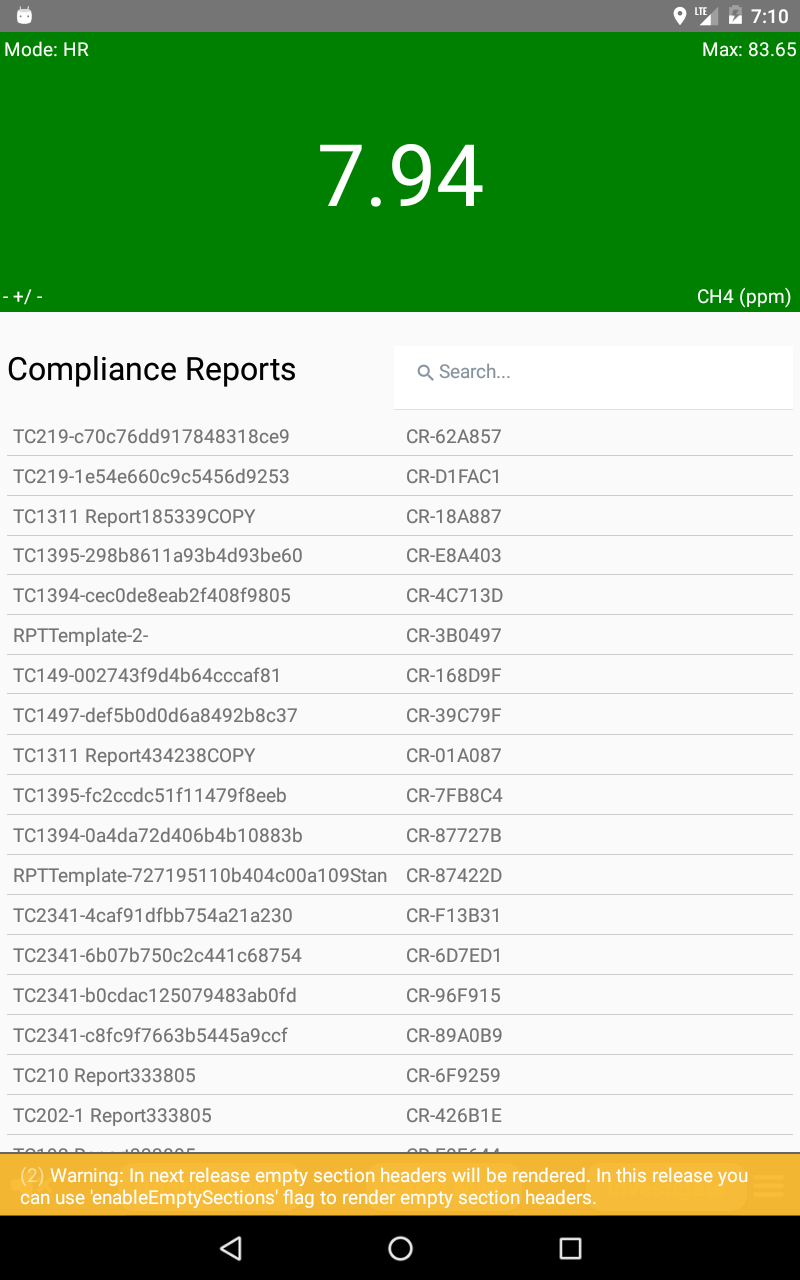 LTE 7:10
Mode: HR Max: 83.65
7.94
- +/ - CH4 (ppm)
Compliance Reports Search...
TC219-c70c76dd917848318ce9 CR-62A857
TC219-1e54e660c9c5456d9253 CR-D1FAC1
TC1311 Report185339COPY CR-18A887
TC1395-298b8611a93b4d93be60 CR-E8A403
TC1394-cec0de8eab2f408f9805 CR-4C713D
RPTTemplate-2- CR-3B0497
TC149-002743f9d4b64cccaf81 CR-168D9F
TC1497-def5b0d0d6a8492b8c37 CR-39C79F
TC1311 Report434238COPY CR-01A087
TC1395-fc2ccdc51f11479f8eeb CR-7FB8C4
TC1394-0a4da72d406b4b10883b CR-87727B
RPTTemplate-727195110b404c00a109Stan CR-87422D
TC2341-4caf91dfbb754a21a230 CR-F13B31
TC2341-6b07b750c2c441c68754 CR-6D7ED1
TC2341-b0cdac125079483ab0fd CR-96F915
TC2341-c8fc9f7663b5445a9ccf CR-89A0B9
TC210 Report333805 CR-6F9259
TC202-1 Report333805 CR-426B1E
(2) Warning: In next release empty section headers will be rendered. In this release you
can use 'enableEmptySections' flag to render empty section headers.